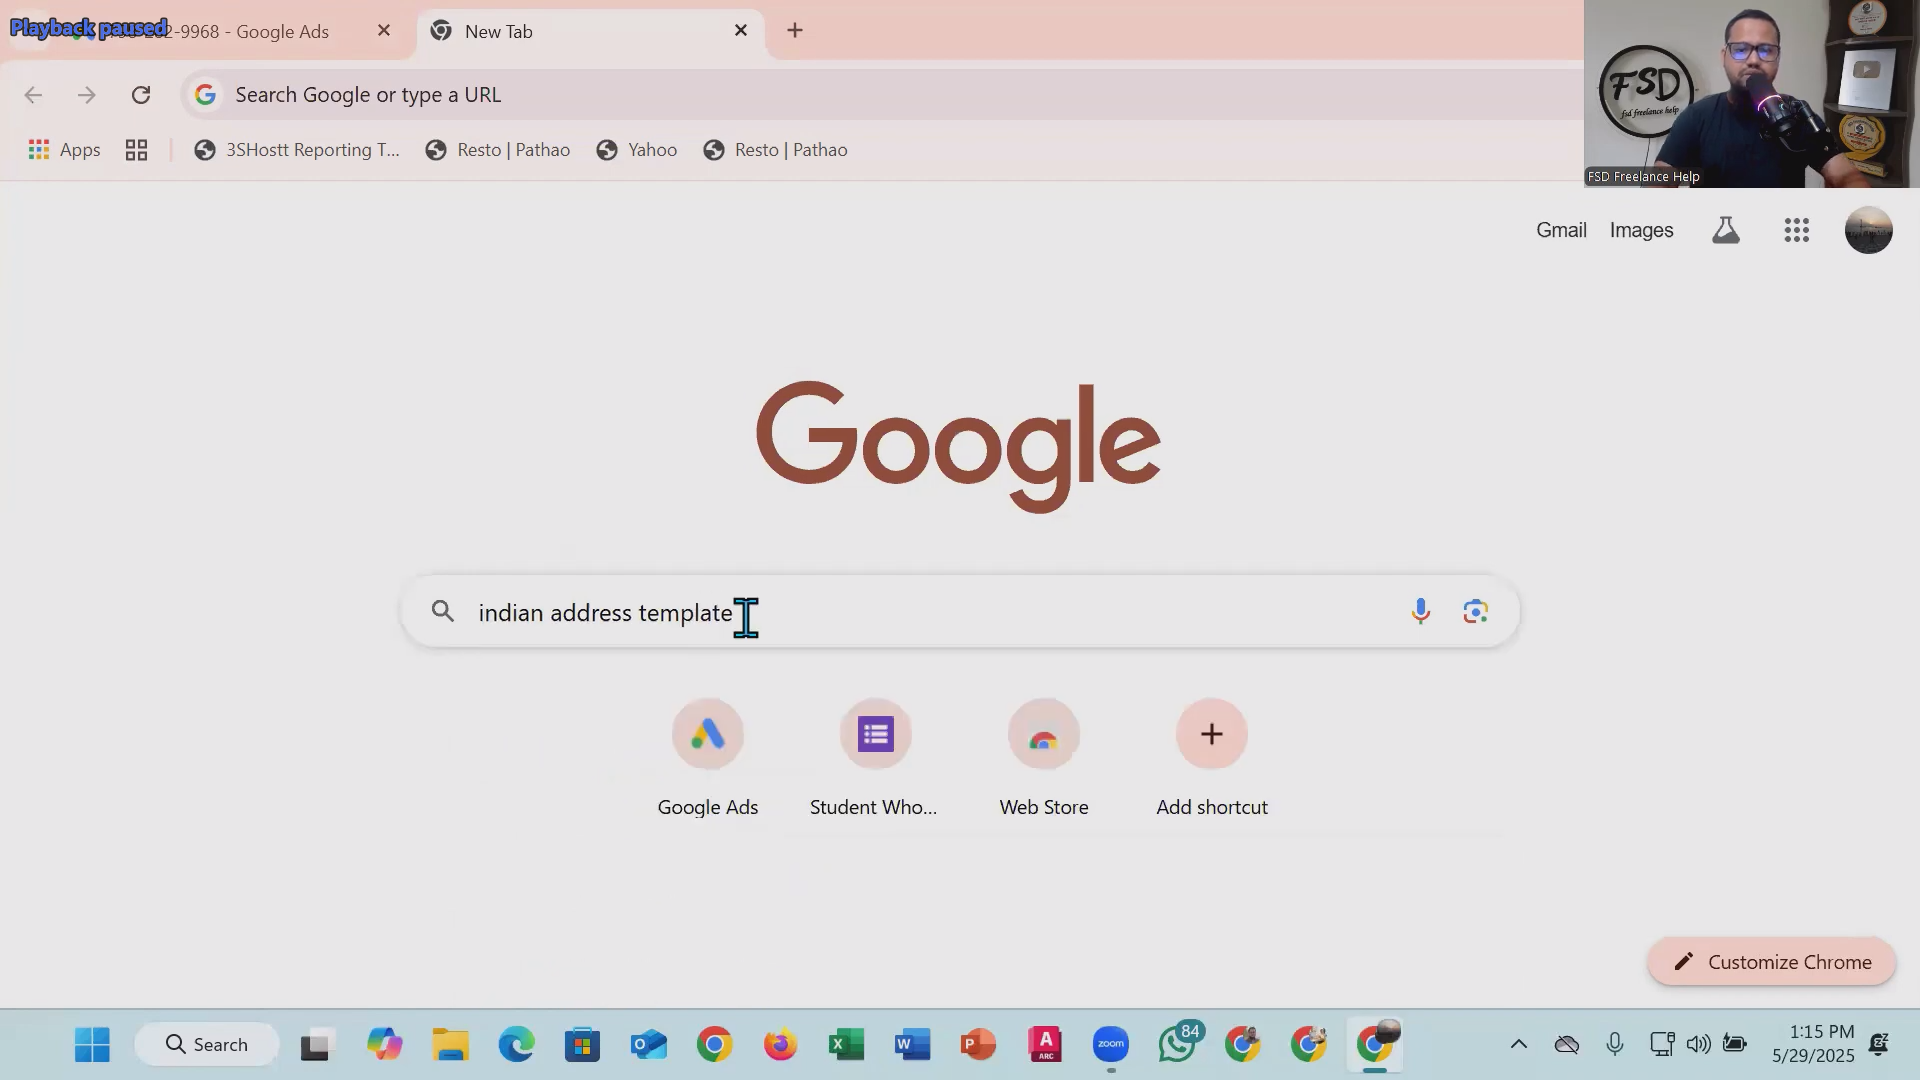 Playback paused
2-9968 - Google Ads
New Tab
Search Google or type a URL
Apps
3SHostt Reporting T...
Resto | Pathao
Yahoo
Resto | Pathao
FSD
fsd freelance help
FSD Freelance Help
Gmail
Images
Google
indian address template
Google Ads
Student Who...
Web Store
Add shortcut
Customize Chrome
Search
zoom
84
ARC
1:15 PM
5/29/2025